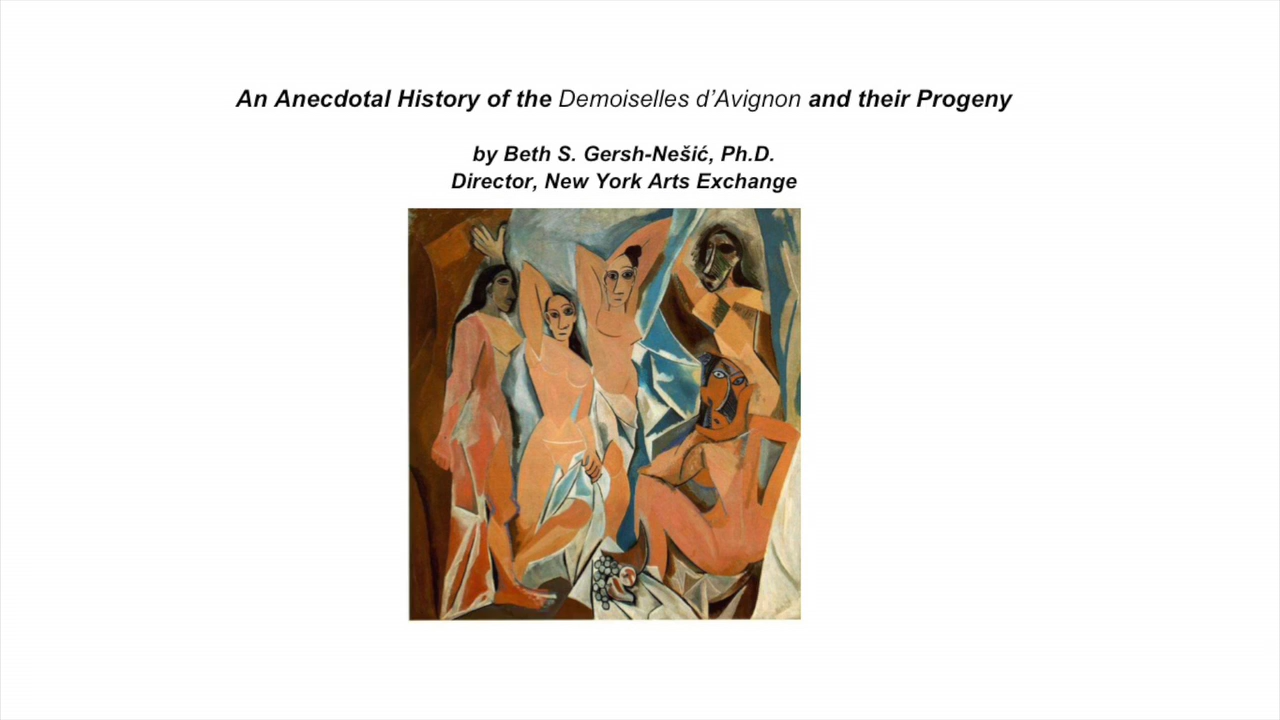 An Anecdotal History of the Demoiselles d’Avignon and their Progeny
by Beth S. Gersh-Nešić, Ph.D.
Director, New York Arts Exchange